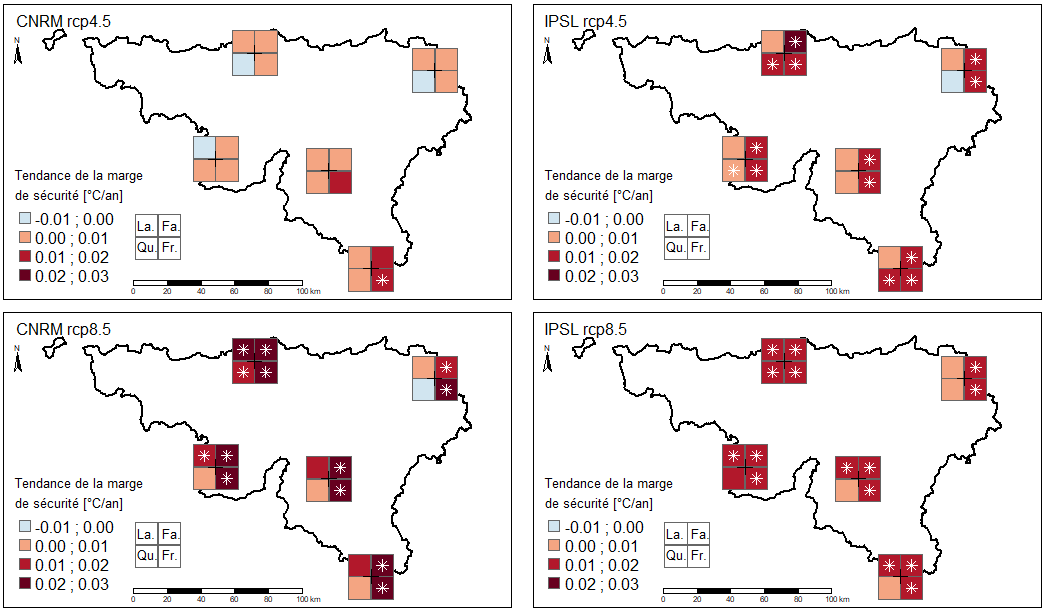 CNRM rcp4.5
N
Tendance de la marge
de sécurité [°C/an]
-0.01 ; 0.00
0.00 ; 0.01
0.01 ; 0.02
0.02 ; 0.03
La. Fa.
Qu. Fr.
0 20 40 60 80 100 km
IPSL rcp4.5
N
Tendance de la marge
de sécurité [°C/an]
-0.01 ; 0.00
0.00 ; 0.01
0.01 ; 0.02
0.02 ; 0.03
La. Fa.
Qu. Fr.
0 20 40 60 80 100 km
CNRM rcp8.5
N
Tendance de la marge
de sécurité [°C/an]
-0.01 ; 0.00
0.00 ; 0.01
0.01 ; 0.02
0.02 ; 0.03
La. Fa.
Qu. Fr.
0 20 40 60 80 100 km
IPSL rcp8.5
N
Tendance de la marge
de sécurité [°C/an]
-0.01 ; 0.00
0.00 ; 0.01
0.01 ; 0.02
0.02 ; 0.03
La. Fa.
Qu. Fr.
0 20 40 60 80 100 km